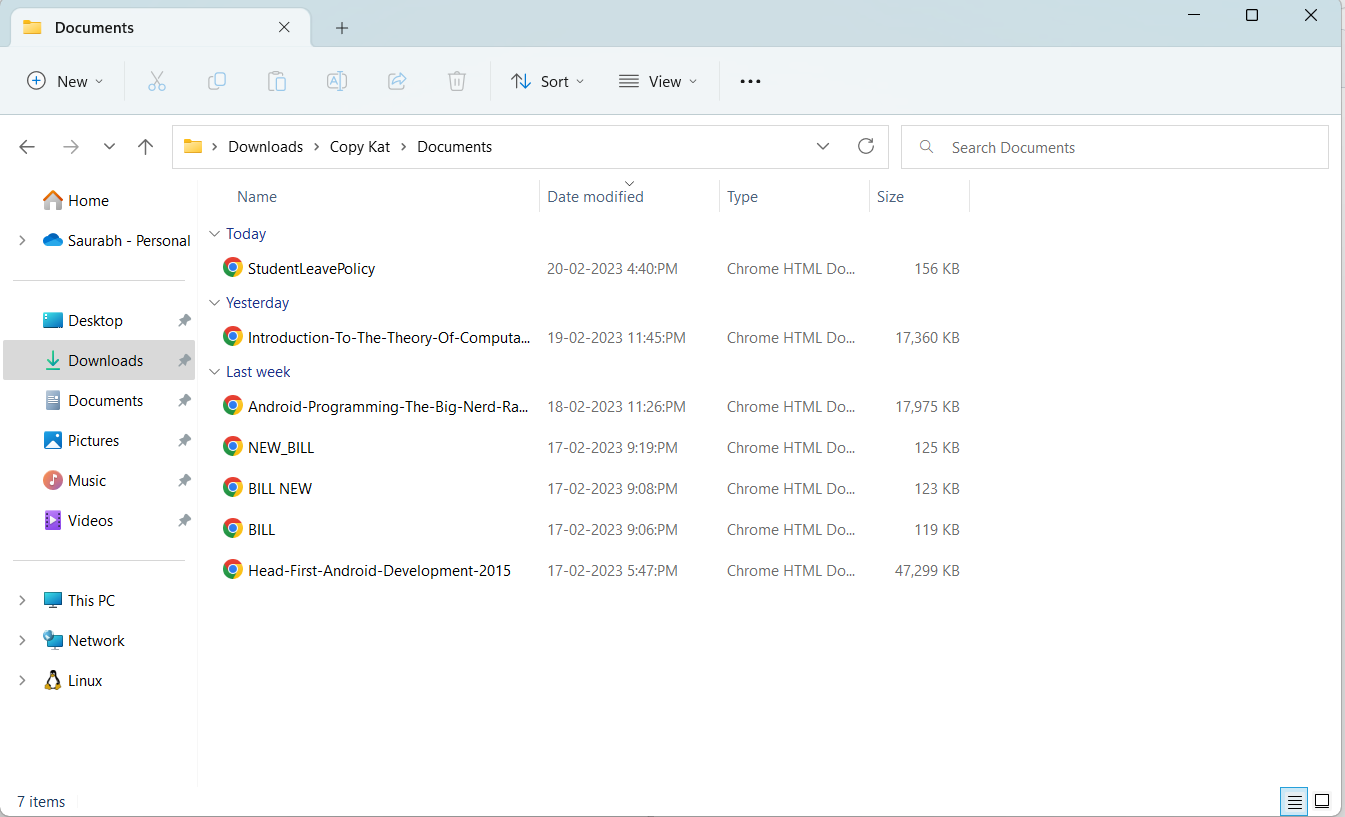 Documents
New Sort View
Downloads Copy Kat Documents Search Documents
Home
Saurabh - Personal
Desktop
Downloads
Documents
Pictures
Music
Videos
This PC
Network
Linux
Name Date modified Type Size
Today
StudentLeavePolicy 20-02-2023 4:40:PM Chrome HTML Do... 156 KB
Yesterday
Introduction-To-The-Theory-Of-Computa... 19-02-2023 11:45:PM Chrome HTML Do... 17,360 KB
Last week
Android-Programming-The-Big-Nerd-Ra... 18-02-2023 11:26:PM Chrome HTML Do... 17,975 KB
NEW_BILL 17-02-2023 9:19:PM Chrome HTML Do... 125 KB
BILL NEW 17-02-2023 9:08:PM Chrome HTML Do... 123 KB
BILL 17-02-2023 9:06:PM Chrome HTML Do... 119 KB
Head-First-Android-Development-2015 17-02-2023 5:47:PM Chrome HTML Do... 47,299 KB
7 items